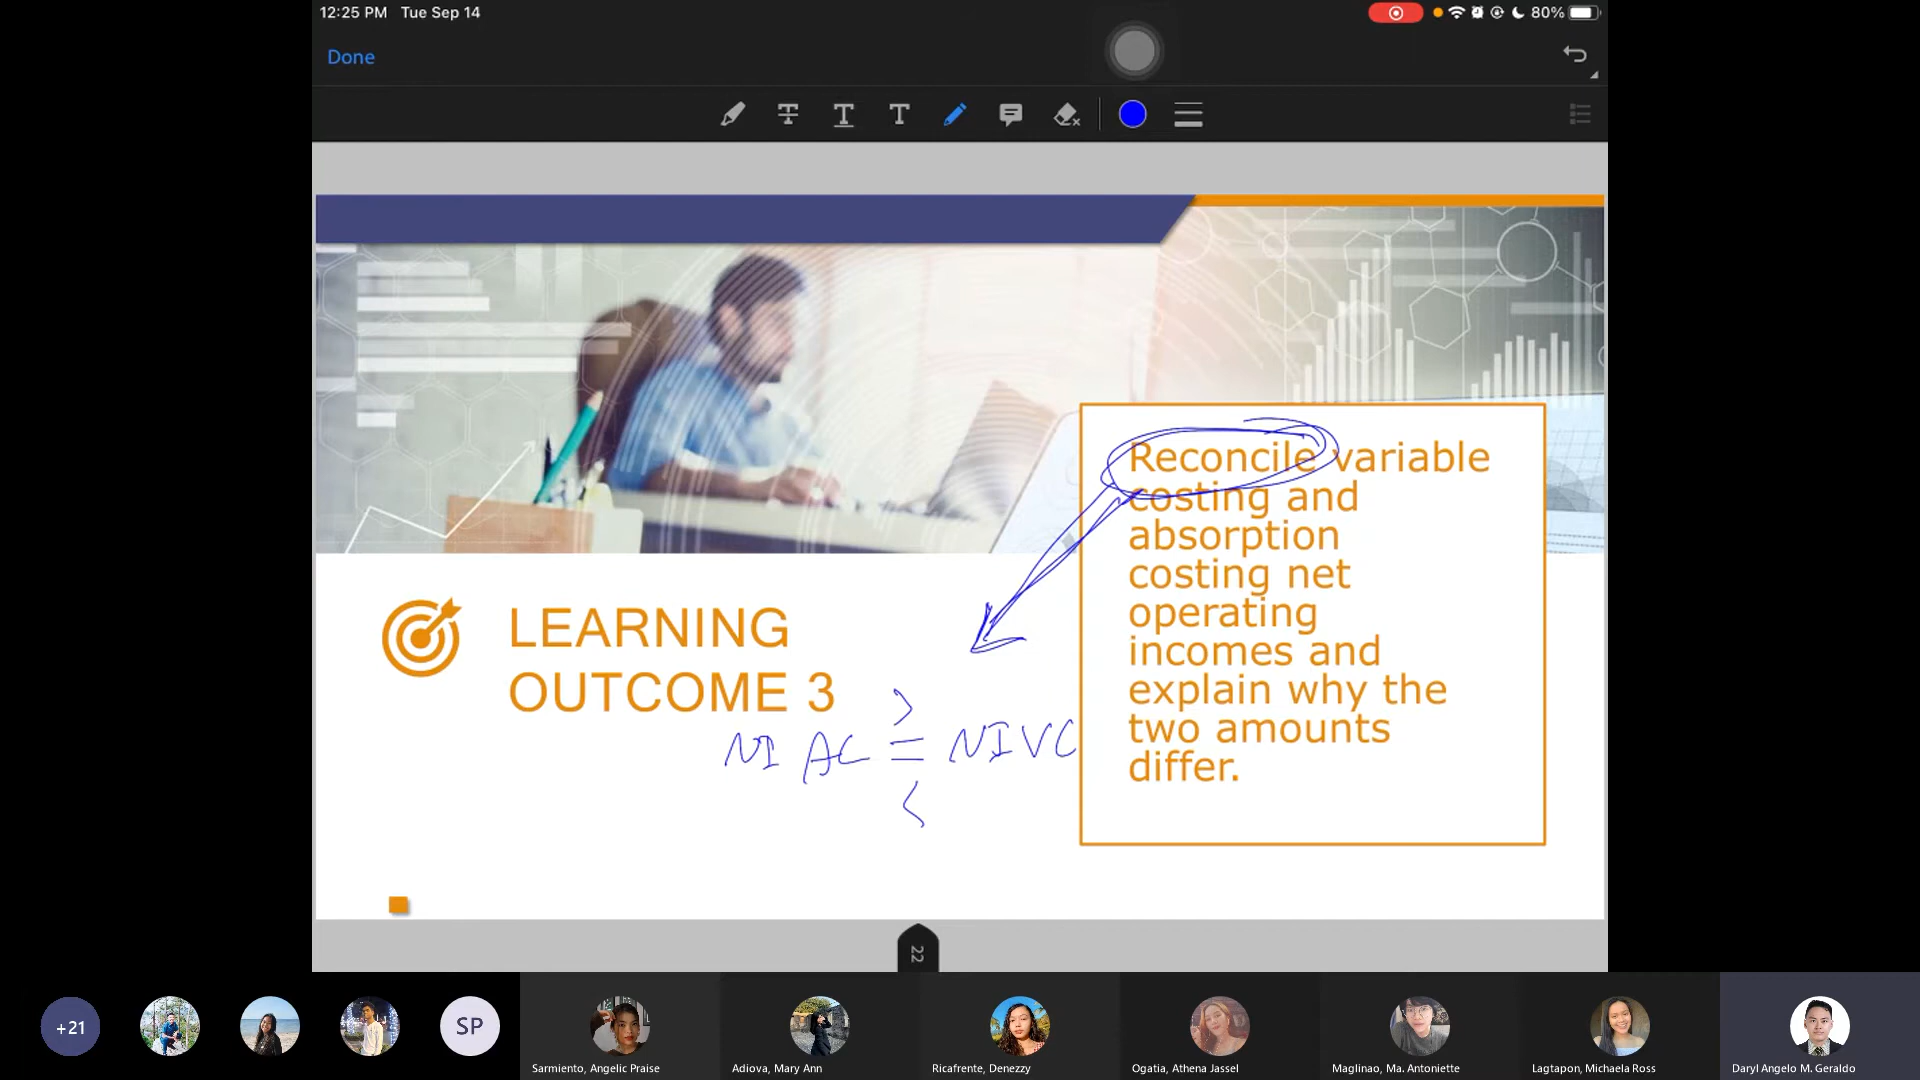 12:25 PM Tue Sep 14
80%
Done
T T T
Reconcile variable
costing and
absorption
costing net
operating
incomes and
explain why the
two amounts
differ.
LEARNING
OUTCOME 3
>
NI AC = NI VC
<
22
+21
SP
Sarmiento, Angelic Praise
Adiova, Mary Ann
Ricafrente, Denezzy
Ogatia, Athena Jassel
Maglinao, Ma. Antoniette
Lagtapon, Michaela Ross
Daryl Angelo M. Geraldo